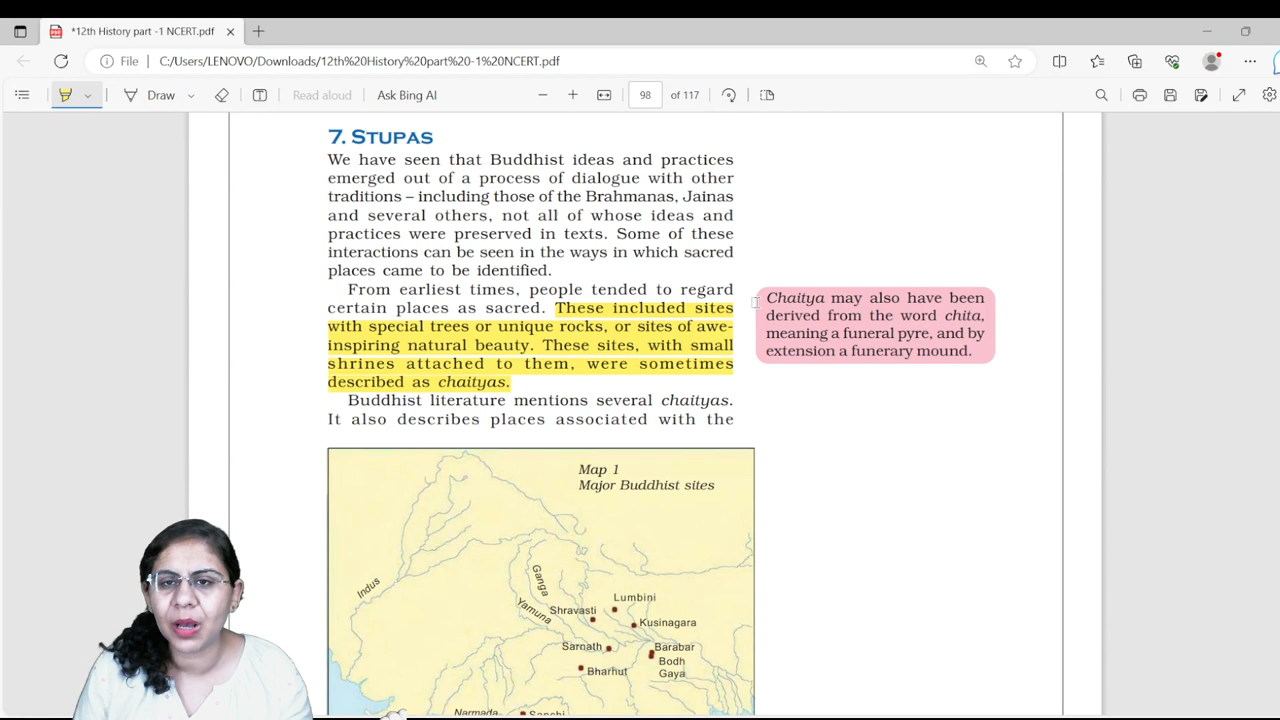 *12th History part -1 NCERT.pdf
File
C:/Users/LENOVO/Downloads/12th%20History%20part%20-1%20NCERT.pdf
Draw
Read aloud
Ask Bing AI
98
of 117
7. STUPAS
We have seen that Buddhist ideas and practices
emerged out of a process of dialogue with other
traditions – including those of the Brahmanas, Jainas
and several others, not all of whose ideas and
practices were preserved in texts. Some of these
interactions can be seen in the ways in which sacred
places came to be identified.
From earliest times, people tended to regard
certain places as sacred. These included sites
with special trees or unique rocks, or sites of awe-
inspiring natural beauty. These sites, with small
shrines attached to them, were sometimes
described as chaityas.
Buddhist literature mentions several chaityas.
It also describes places associated with the
Chaitya may also have been
derived from the word chita,
meaning a funeral pyre, and by
extension a funerary mound.
Map 1
Major Buddhist sites
Indus
Ganga
Yamuna
Lumbini
Shravasti
Kusinagara
Sarnath
Barabar
Bodh
Gaya
Bharhut
Narmada
Sanchi